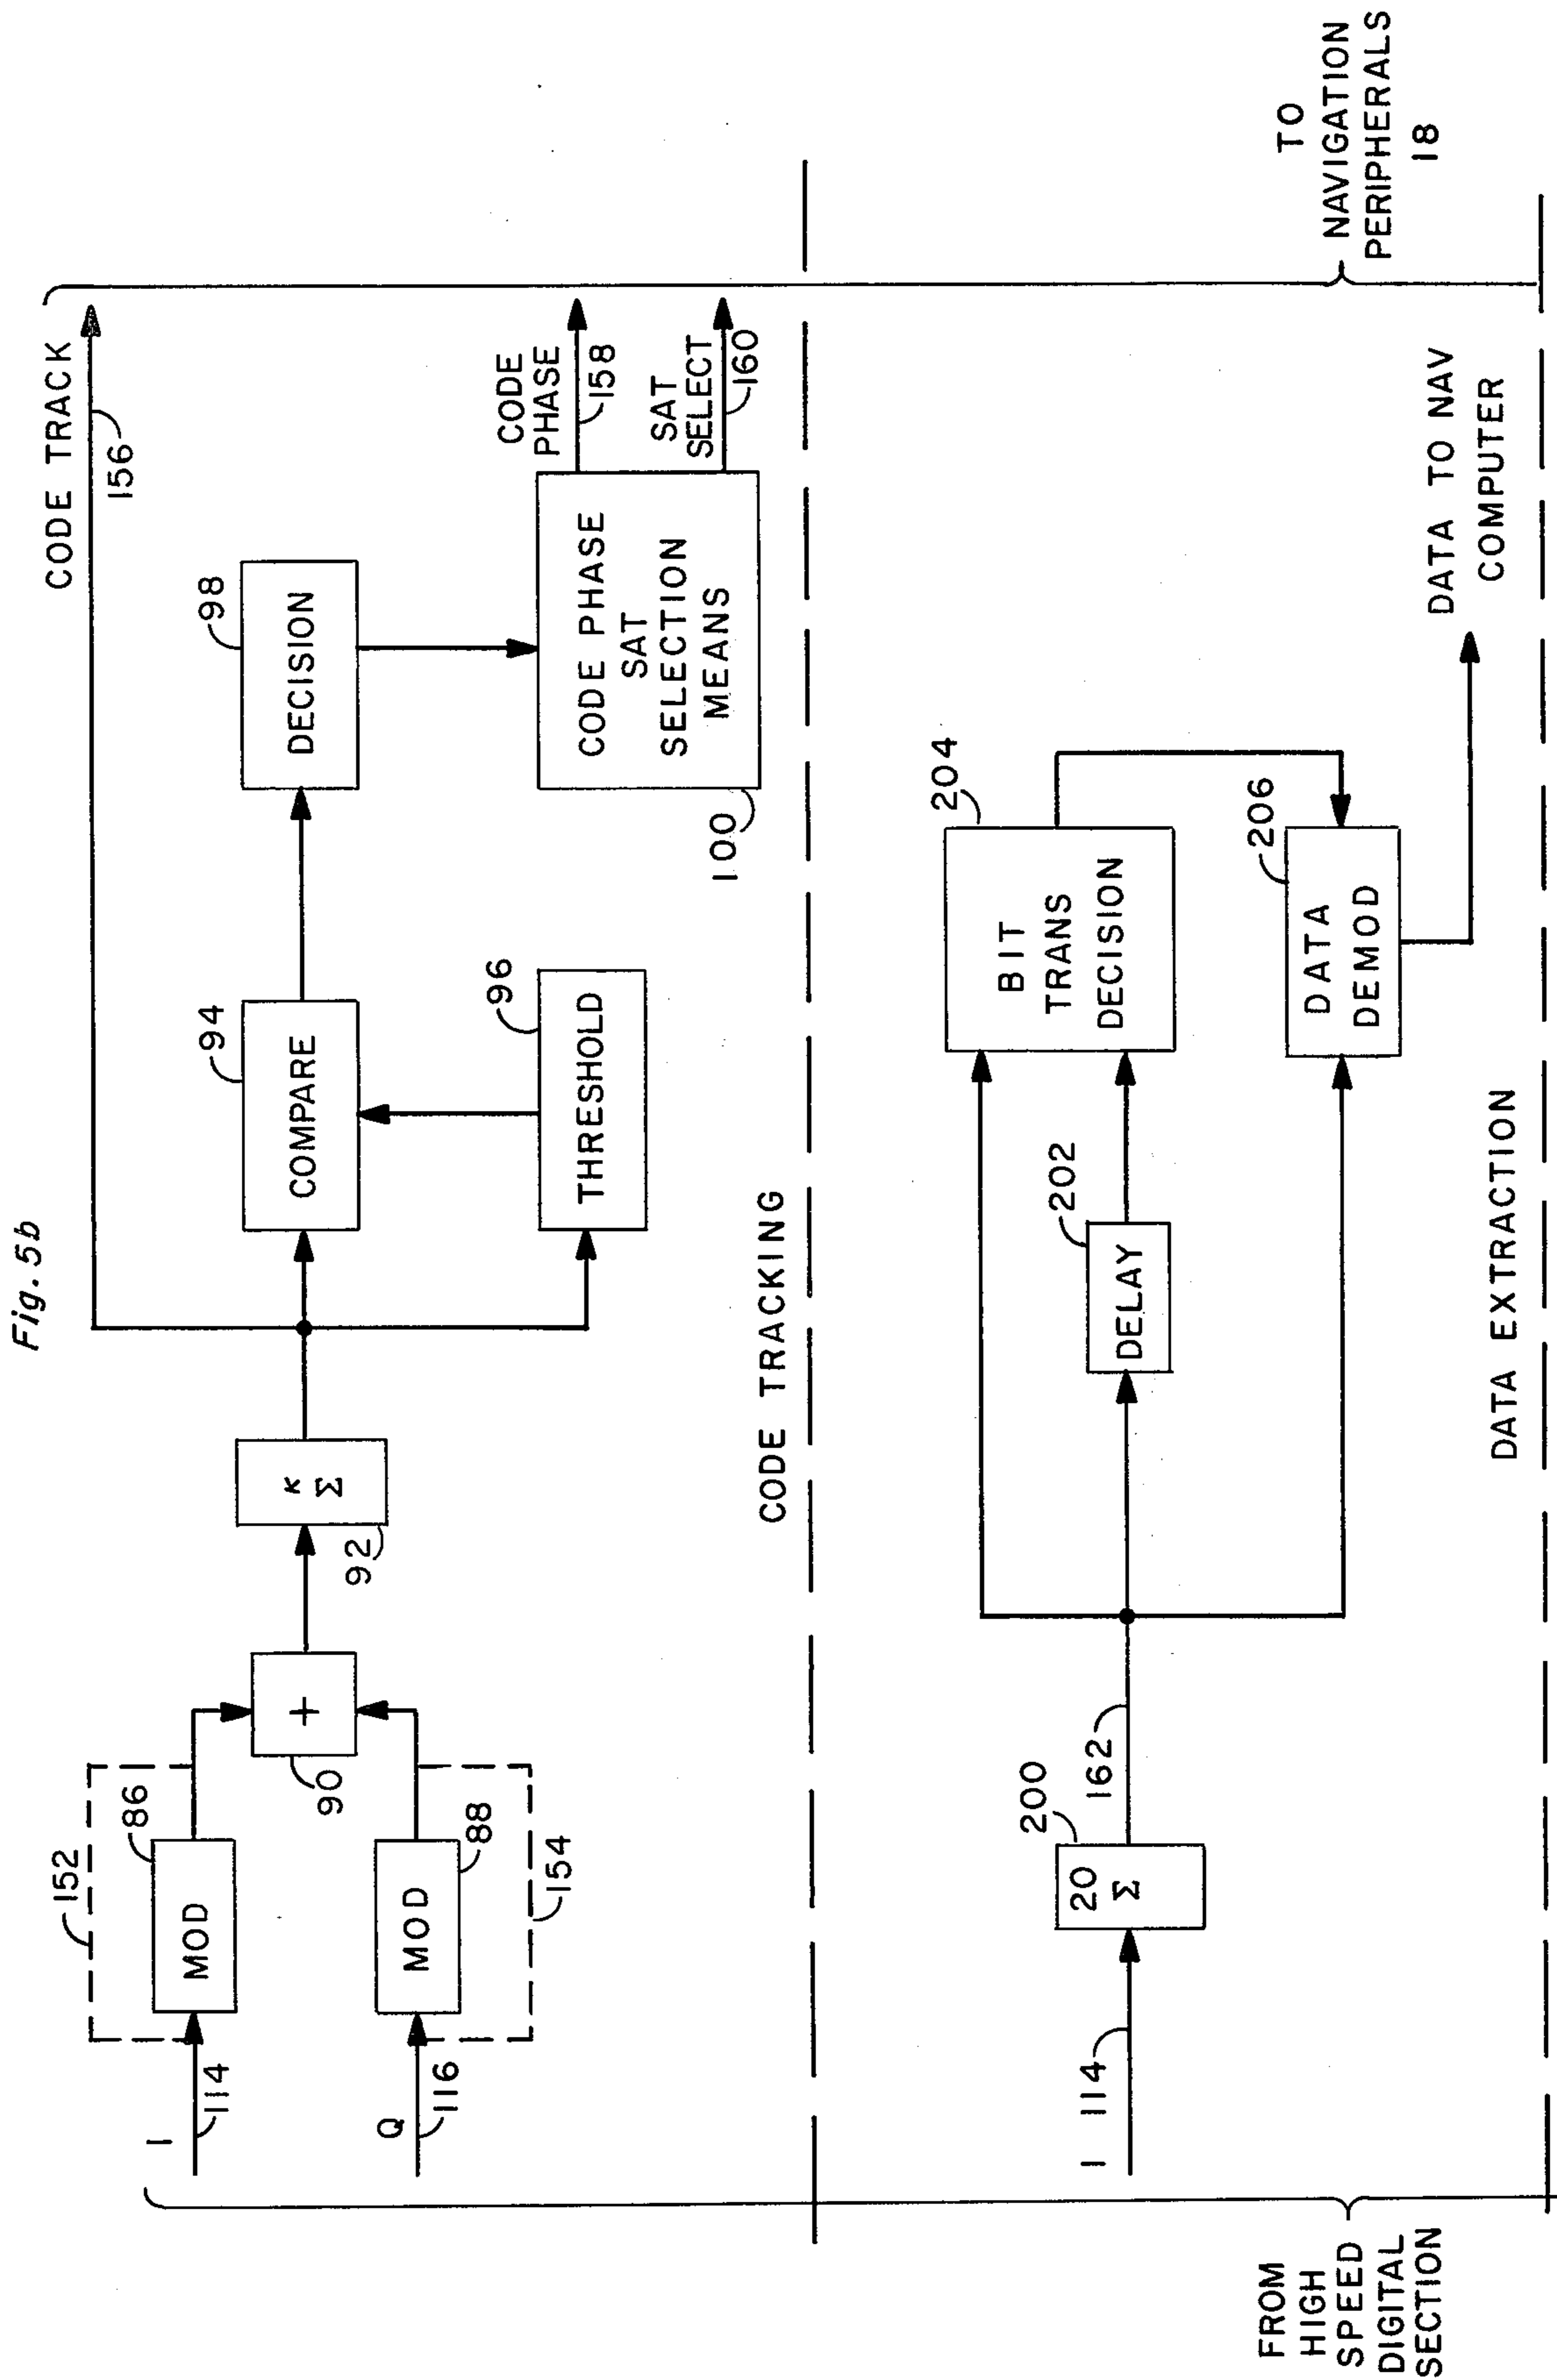 Fig. 5b
FROM
HIGH
SPEED
DIGITAL
SECTION
I
114
Q
116
152
MOD
86
MOD
88
154
+
90
K
Σ
92
COMPARE
94
THRESHOLD
96
DECISION
98
CODE PHASE
SAT
SELECTION
MEANS
100
CODE TRACK
156
CODE
PHASE
158
SAT
SELECT
160
CODE TRACKING
I
114
20
Σ
200
162
DELAY
202
BIT
TRANS
DECISION
204
DATA
DEMOD
206
DATA TO NAV
COMPUTER
DATA EXTRACTION
TO
NAVIGATION
PERIPHERALS
18